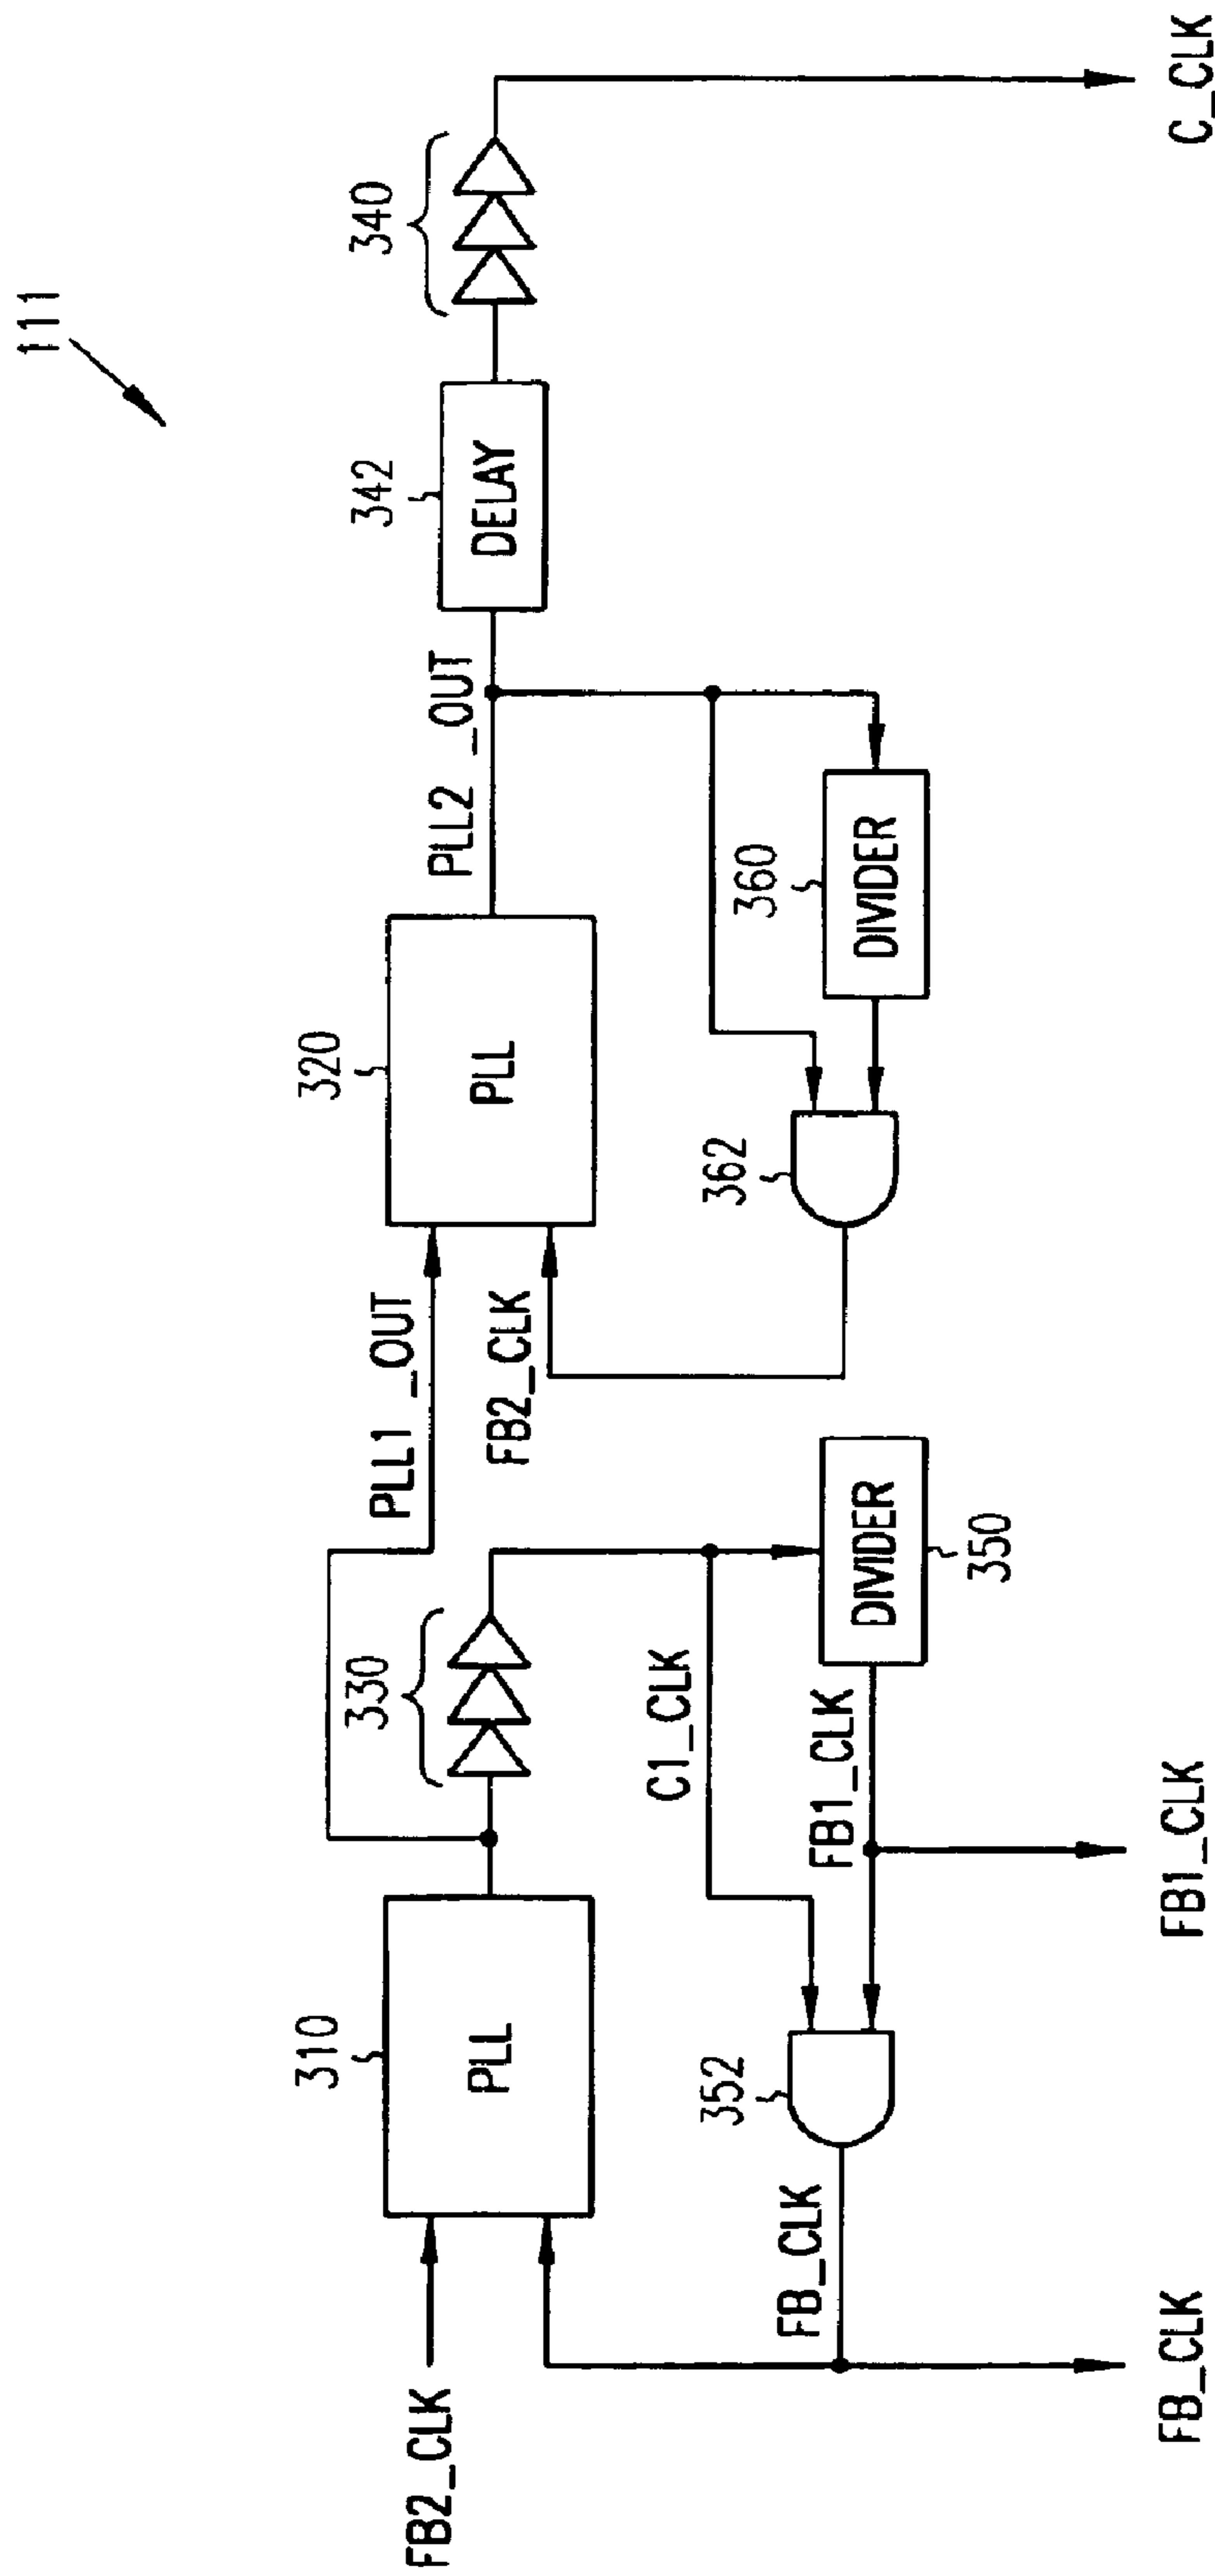 111
FB2_CLK
310
PLL
330
PLL1_OUT
320
PLL
FB2_CLK
PLL2_OUT
342
DELAY
340
C_CLK
C1_CLK
352
FB_CLK
FB1_CLK
DIVIDER
350
362
360
DIVIDER
FB_CLK
FB1_CLK